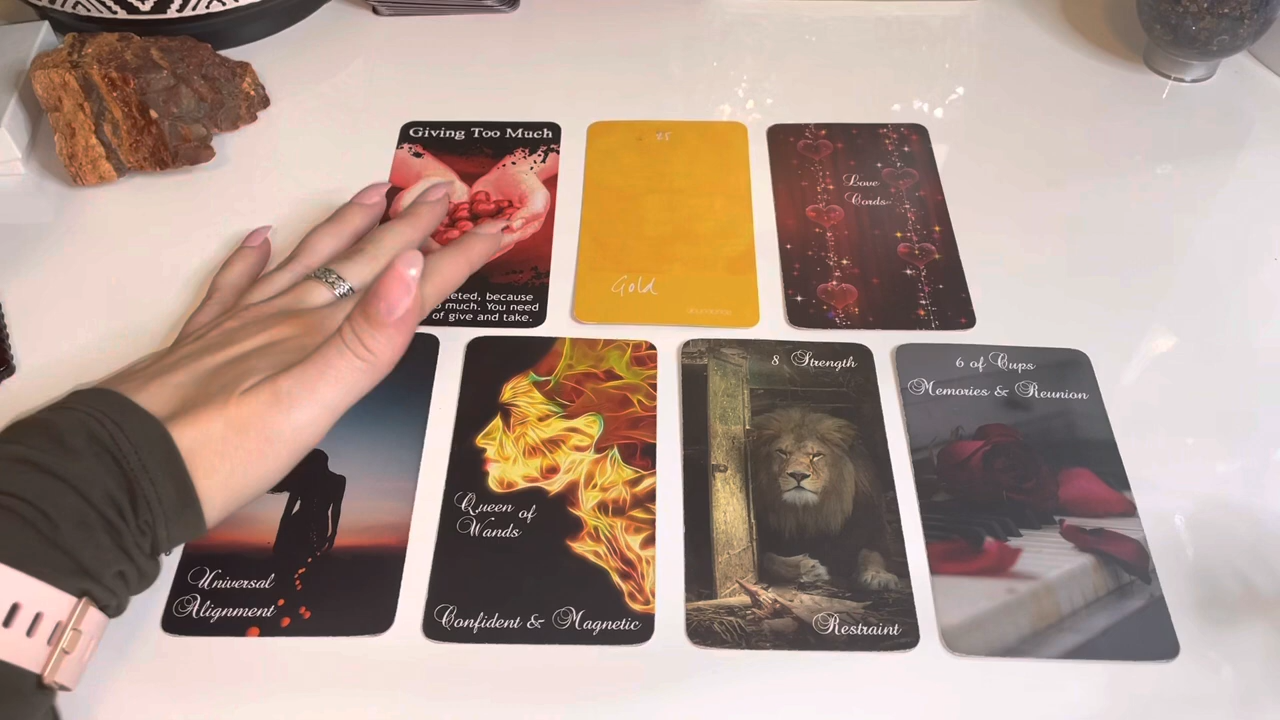 Giving Too Much
because
much. You need
of give and take.
Gold
Love
Cords
Universal
Alignment
Queen of
Wands
Confident & Magnetic
8 Strength
Restraint
6 of Cups
Memories & Reunion